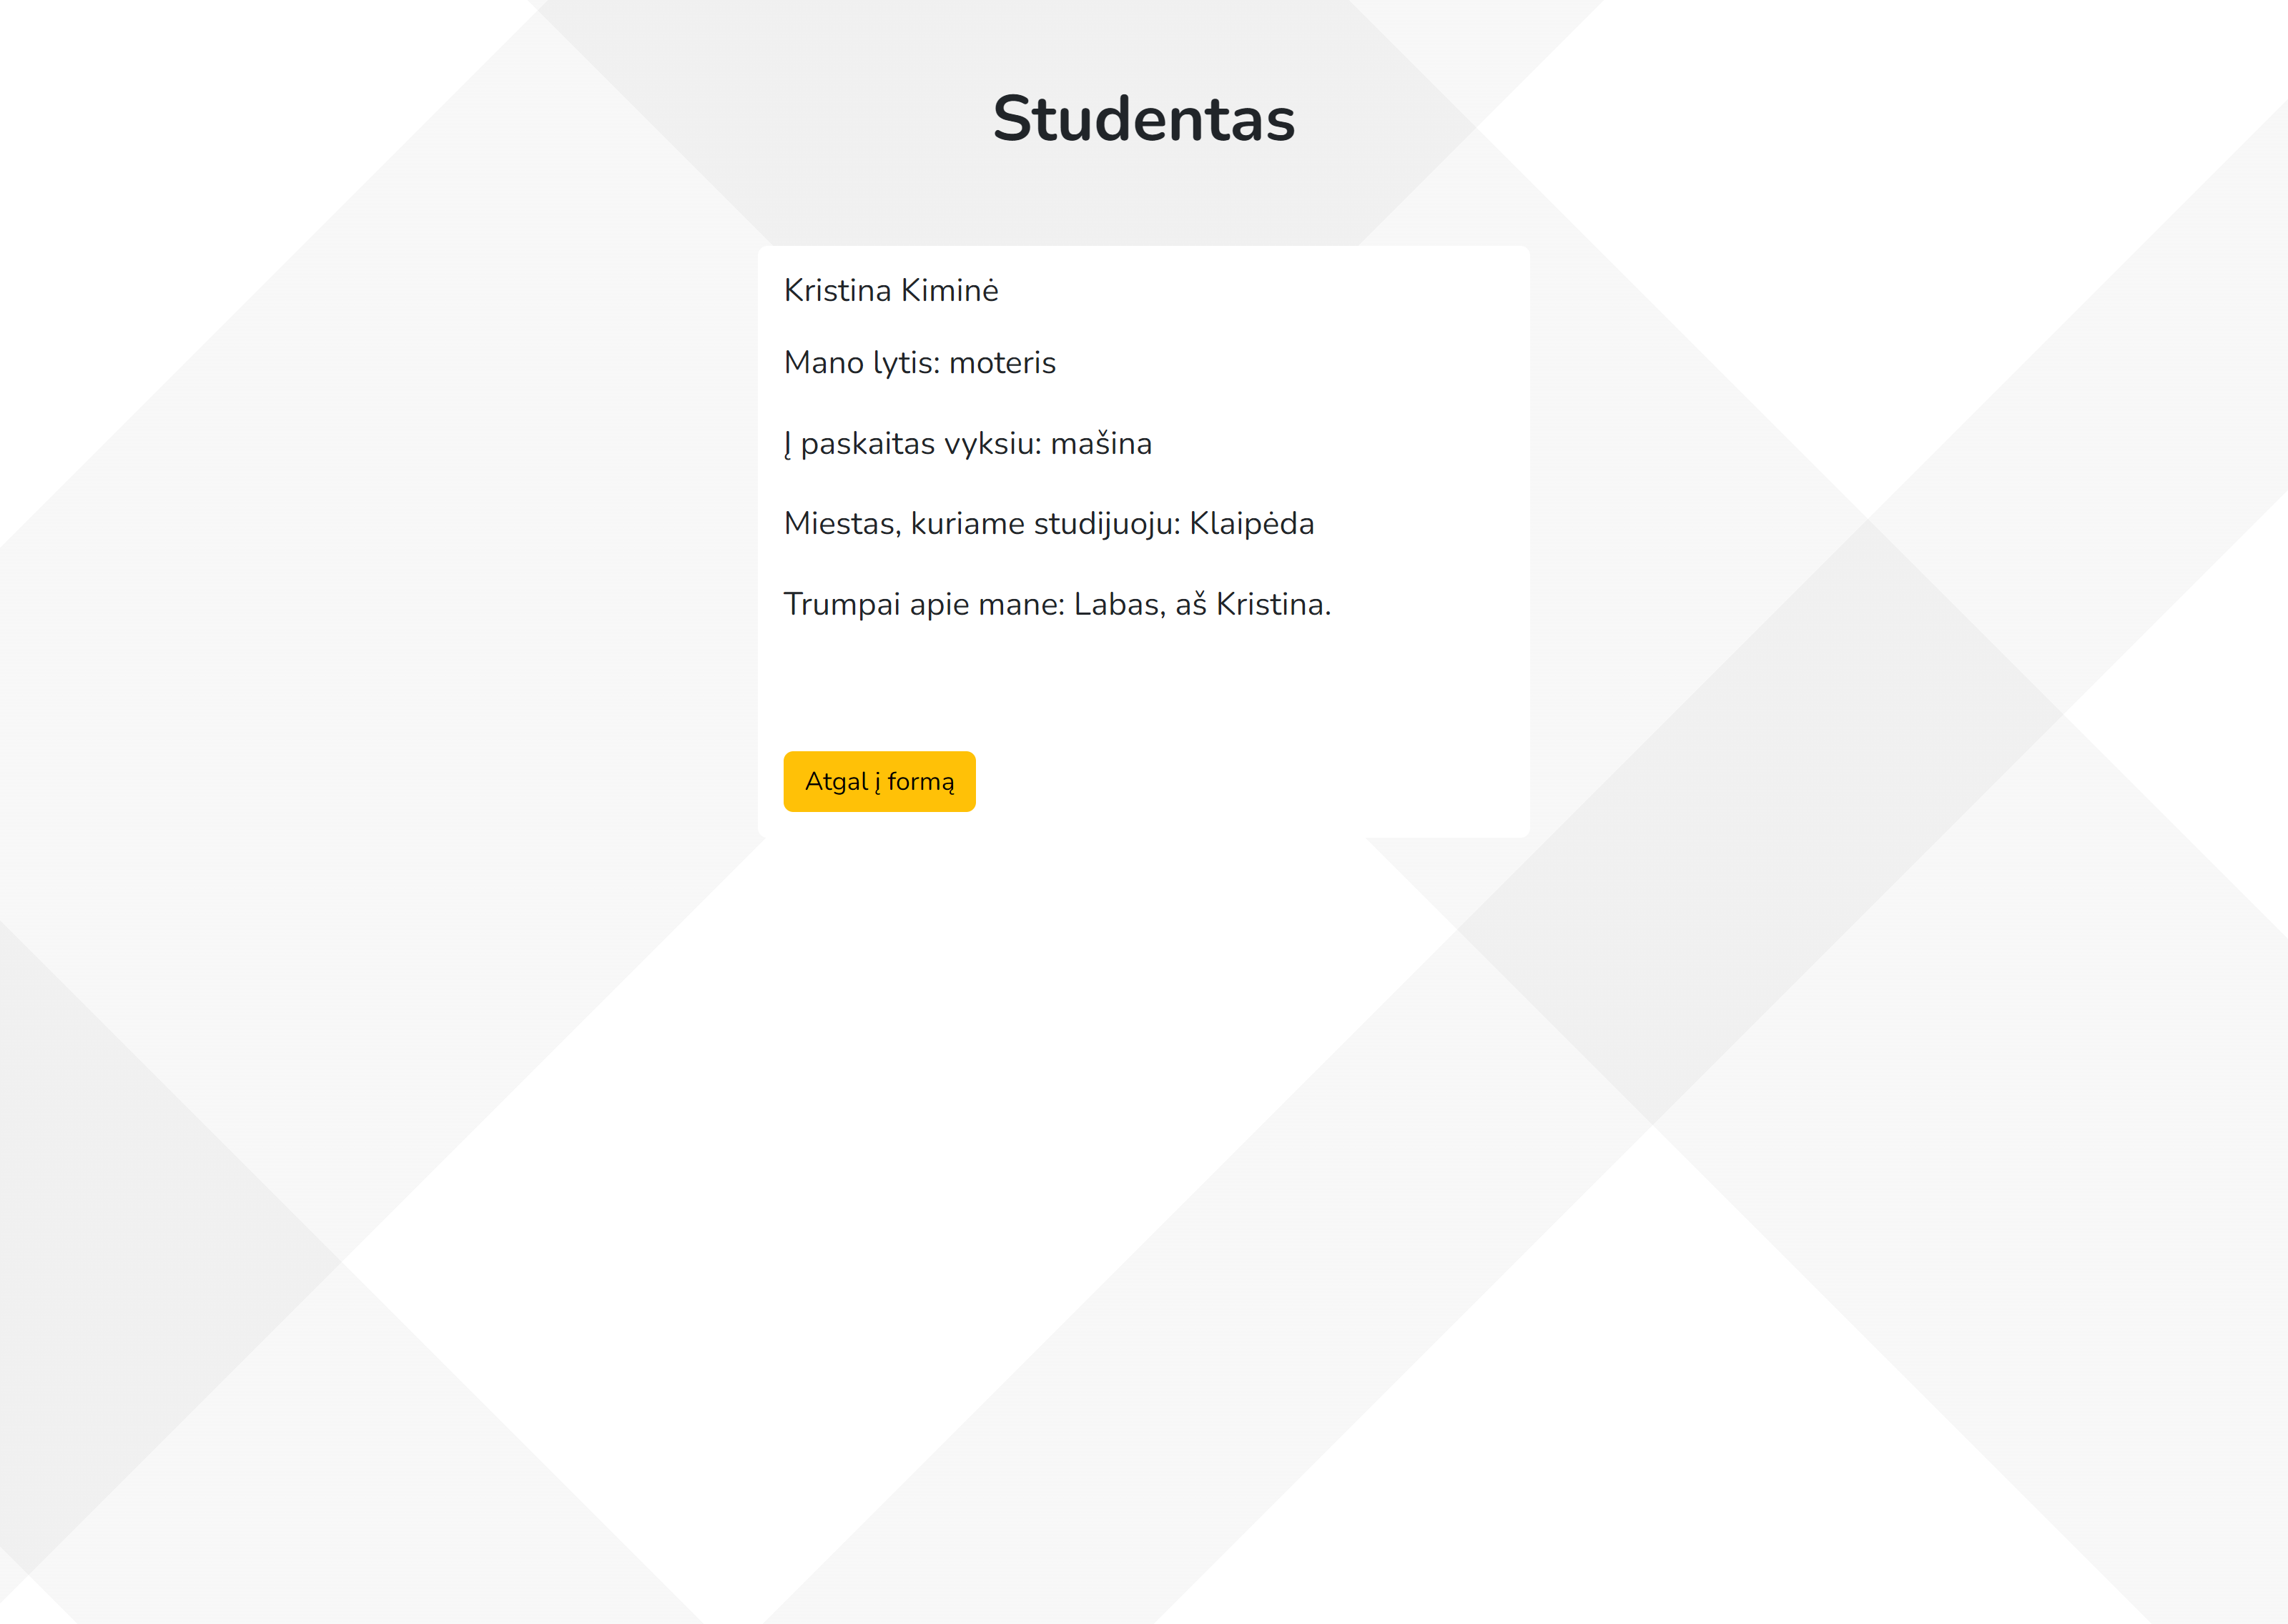 Studentas
Kristina Kiminė
Mano lytis: moteris
Į paskaitas vyksiu: mašina
Miestas, kuriame studijuoju: Klaipėda
Trumpai apie mane: Labas, aš Kristina.
Atgal į formą